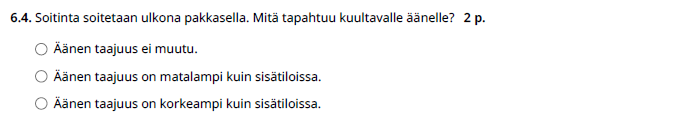 6.4. Soitinta soitetaan ulkona pakkasella. Mitä tapahtuu kuultavalle äänelle? 2 p.
Äänen taajuus ei muutu.
Äänen taajuus on matalampi kuin sisätiloissa.
Äänen taajuus on korkeampi kuin sisätiloissa.